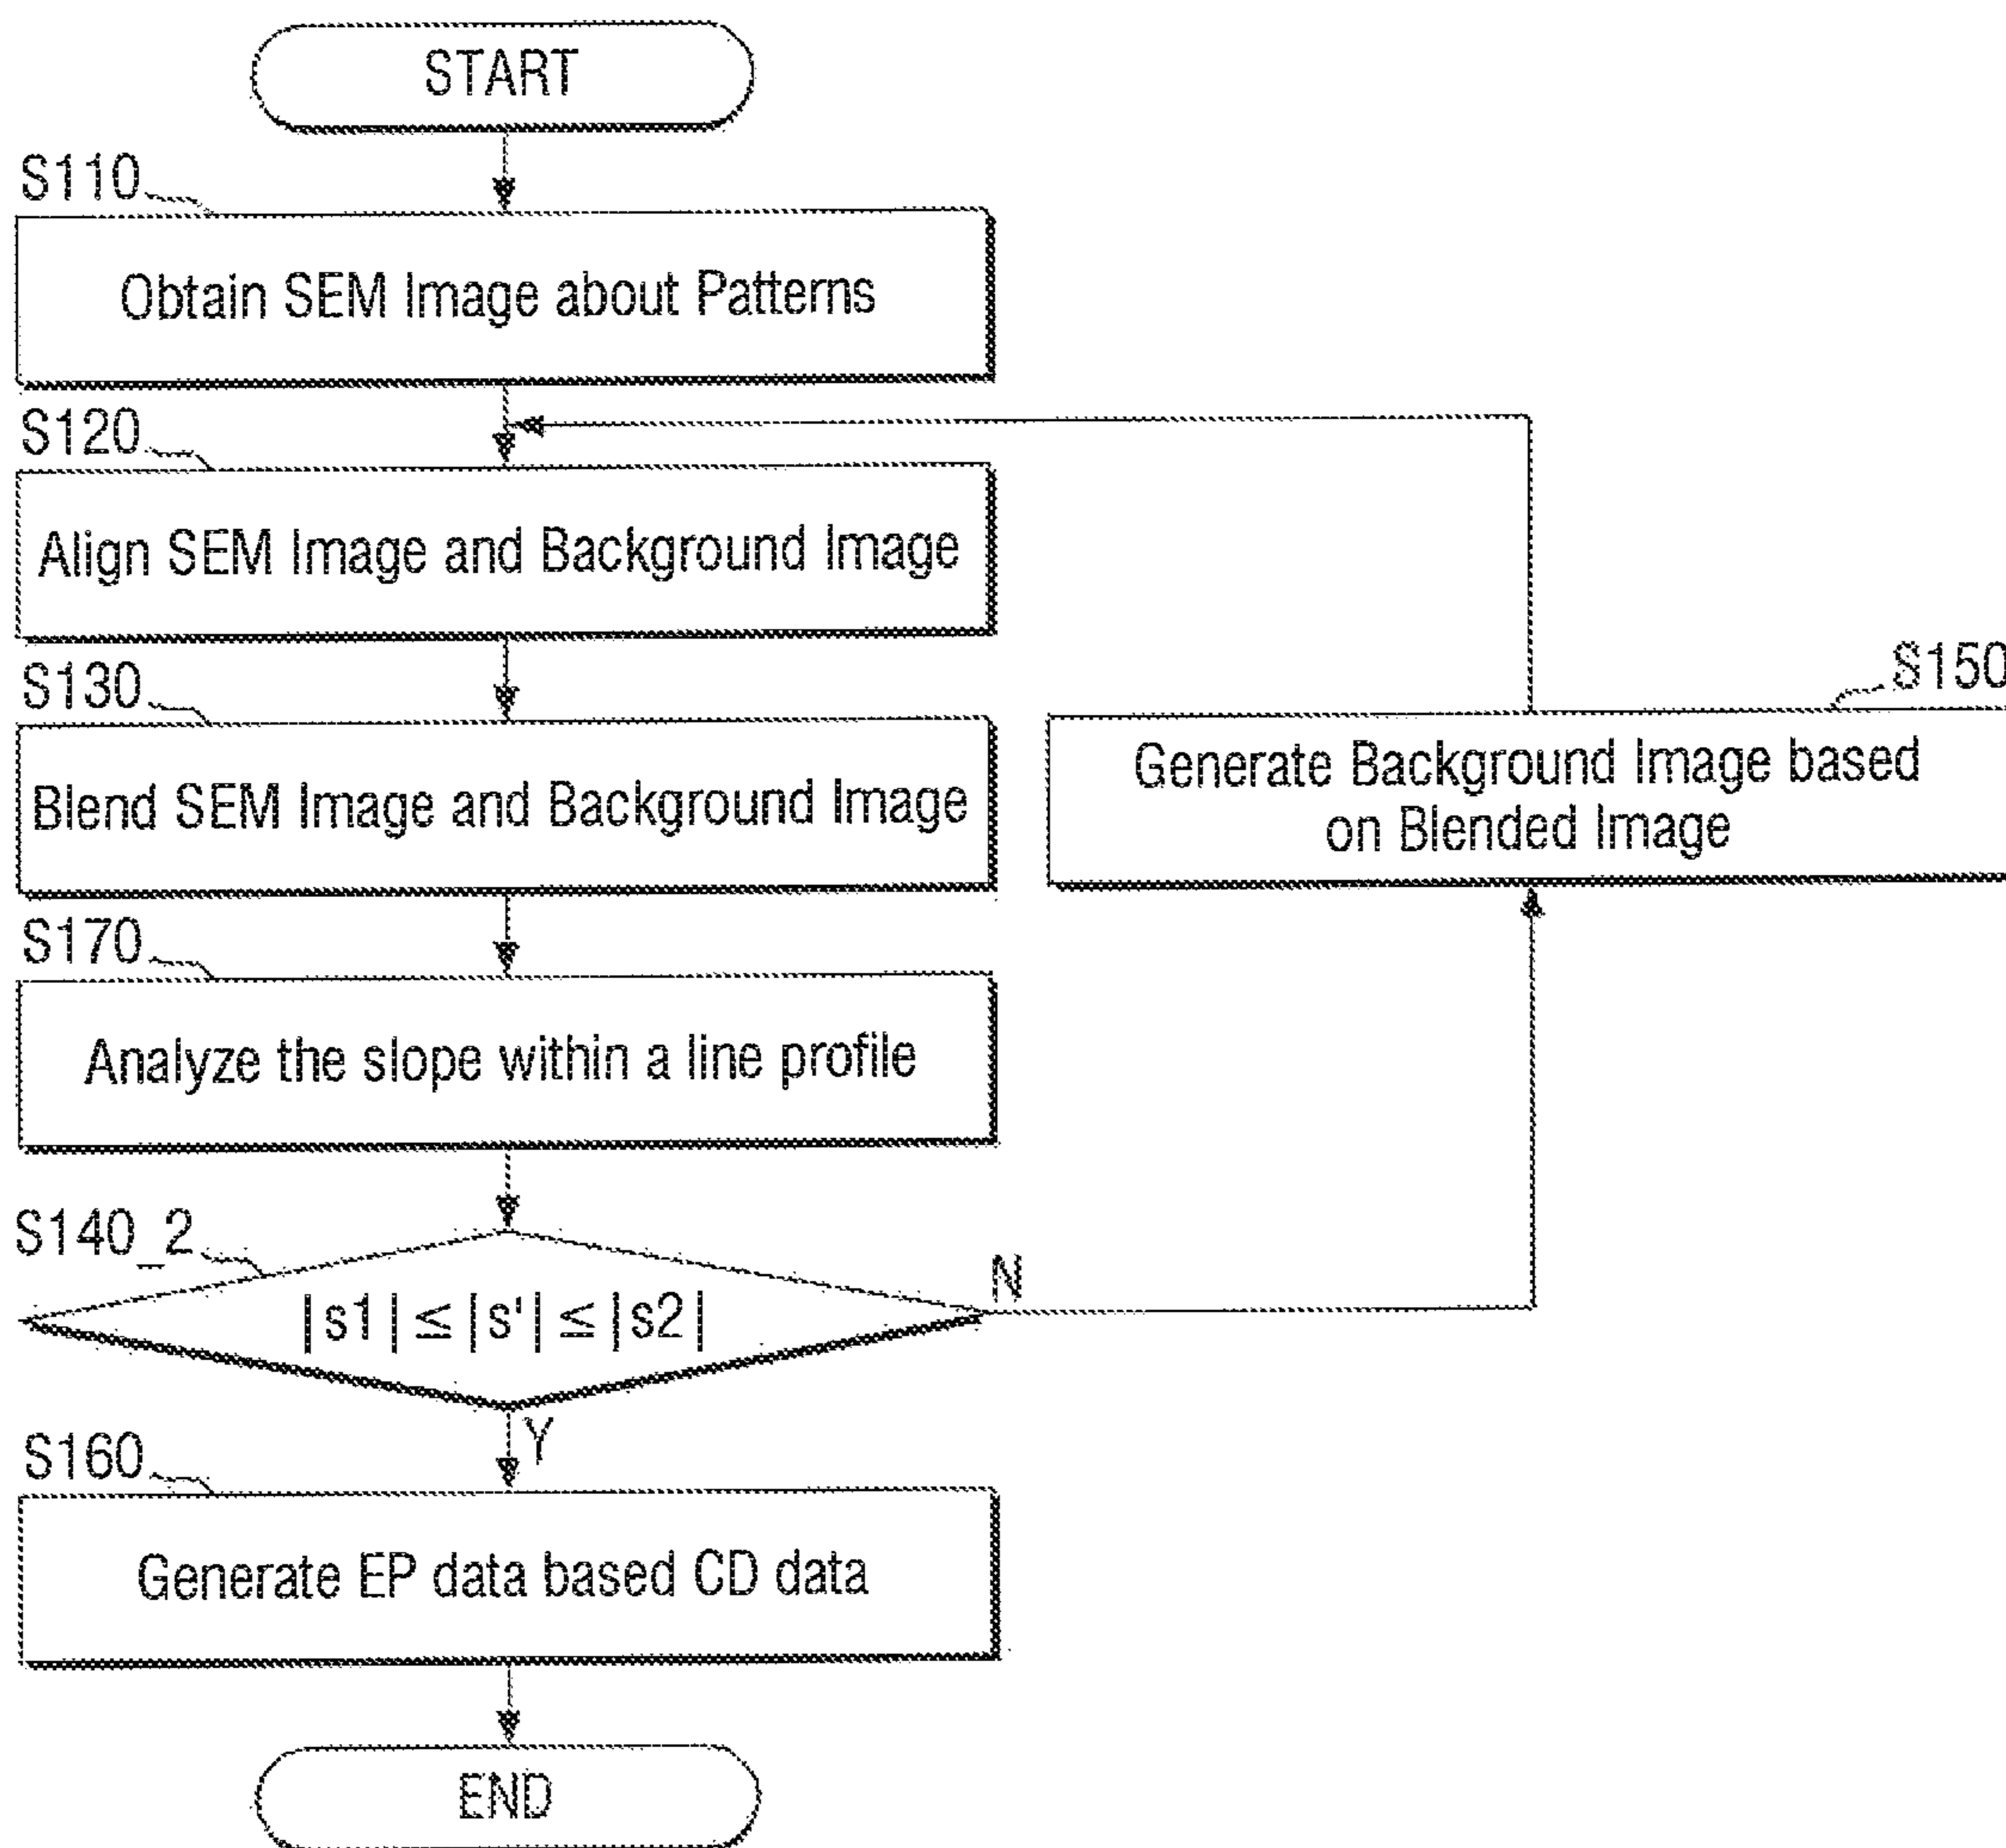 START
S110
Obtain SEM Image about Patterns
S120
Align SEM Image and Background Image
S130
Blend SEM Image and Background Image
S150
Generate Background Image based
on Blended Image
S170
Analyze the slope within a line profile
S140_2
|s1| ≤ |s'| ≤ |s2|
N
Y
S160
Generate EP data based CD data
END